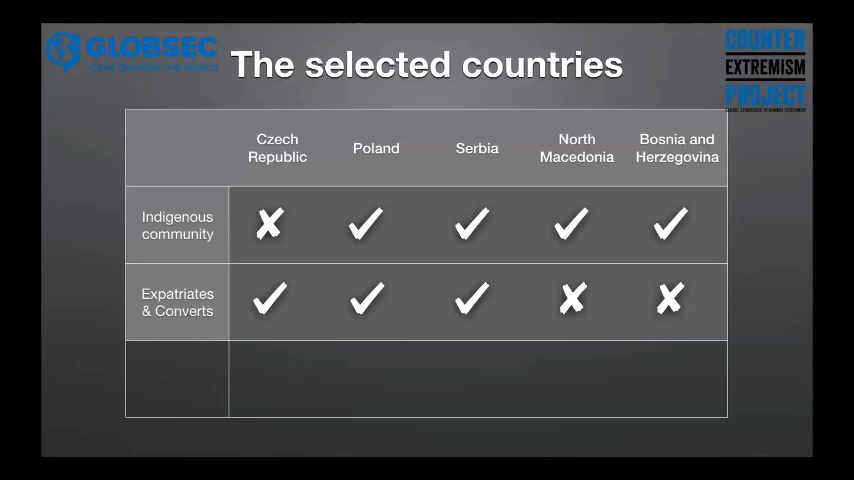 GLOBSEC
The selected countries
COUNTER
EXTREMISM
PROJECT
Czech
Republic
Poland
Serbia
North
Macedonia
Bosnia and
Herzegovina
Indigenous
community
✘ ✓ ✓ ✓ ✓
Expatriates
& Converts
✓ ✓ ✓ ✘ ✘